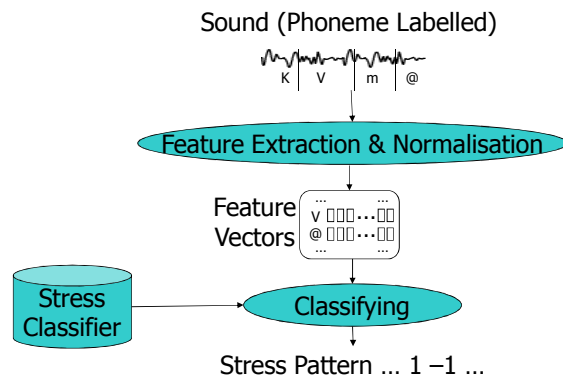 Sound (Phoneme Labelled)
K V m @
Feature Extraction & Normalisation
Feature
Vectors
... ...
V ▯▯▯...▯▯
@ ▯▯▯...▯▯
... ...
Stress
Classifier
Classifying
Stress Pattern ... 1 –1 ...